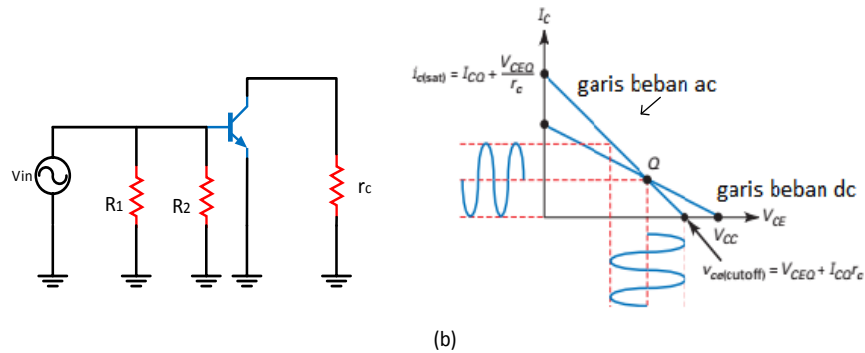 Vin
R1
R2
rc
IC
ic(sat) = ICQ + VCEQ / rc
garis beban ac
Q
garis beban dc
VCE
VCC
vce(cutoff) = VCEQ + ICQrc
(b)